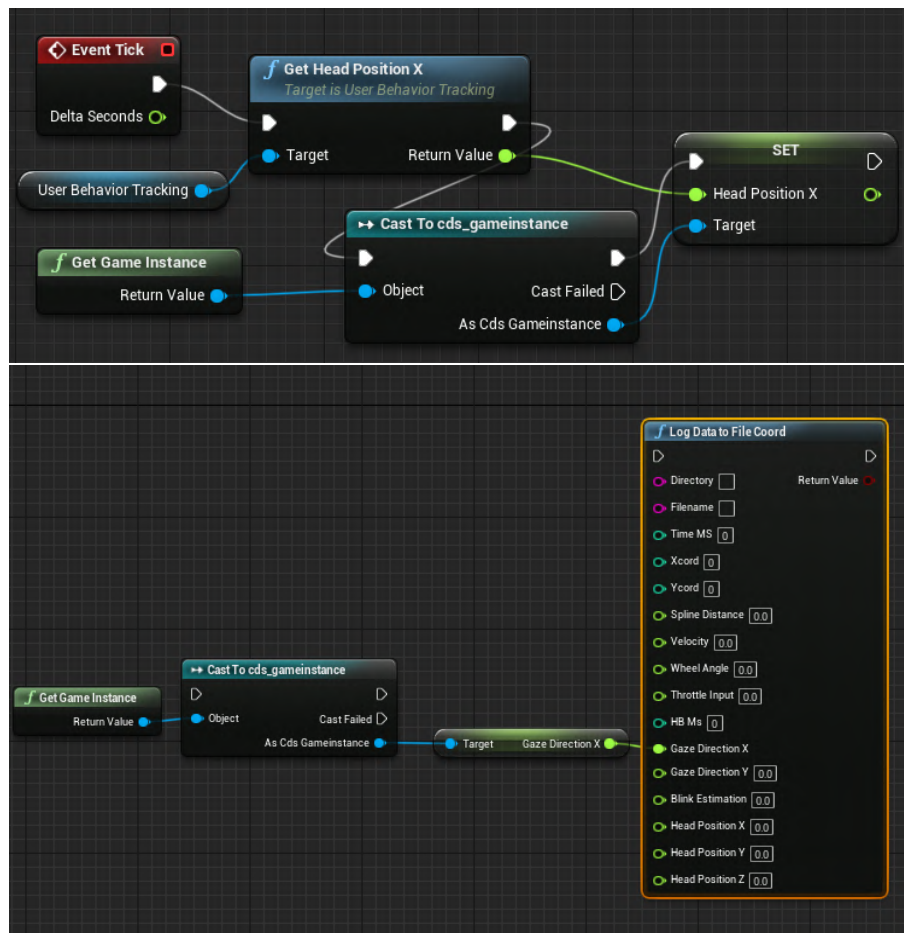 Event Tick
Delta Seconds
f Get Head Position X
Target is User Behavior Tracking
Target Return Value
User Behavior Tracking
SET
Head Position X
Target
Cast To cds_gameinstance
Object Cast Failed
As Cds Gameinstance
f Get Game Instance
Return Value
f Log Data to File Coord
Directory Return Value
Filename
Time MS 0
Xcord 0
Ycord 0
Spline Distance 0.0
Velocity 0.0
Wheel Angle 0.0
Throttle Input 0.0
HB Ms 0
Gaze Direction X
Gaze Direction Y 0.0
Blink Estimation 0.0
Head Position X 0.0
Head Position Y 0.0
Head Position Z 0.0
Cast To cds_gameinstance
Object Cast Failed
As Cds Gameinstance
f Get Game Instance
Return Value
Target Gaze Direction X